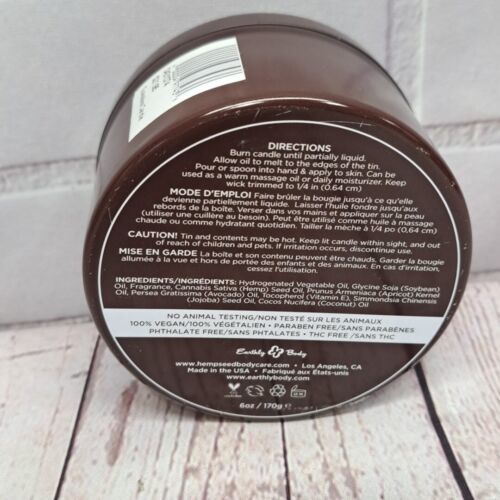 DIRECTIONS
Burn candle until partially liquid.
Allow oil to melt to the edges of the tin.
Pour or spoon into hand & apply to skin. Can be
used as a warm massage oil or daily moisturizer. Keep
wick trimmed to 1/4 in (0.64 cm)
MODE D'EMPLOI Faire brûler la bougie jusqu'à ce qu'elle
devienne partiellement liquide. Laisser l'huile fondre jusqu'aux
rebords de la boîte. Verser dans vos mains et appliquer sur la peau
(utiliser une cuillère au besoin). Peut être utilisé comme huile à massage
chaude ou comme hydratant quotidien. Tailler la mèche à 1/4 po (0,64 cm)
CAUTION! Tin and contents may be hot. Keep lit candle within sight, and out
of reach of children and pets. If irritation occurs, discontinue use.
MISE EN GARDE La boîte et son contenu peuvent être chauds. Garder la bougie
allumée à la vue et hors de portée des enfants et des animaux. En cas d'irritation,
cessez l'utilisation.
INGREDIENTS/INGRÉDIENTS: Hydrogenated Vegetable Oil, Glycine Soja (Soybean)
Oil, Fragrance, Cannabis Sativa (Hemp) Seed Oil, Prunus Armeniaca (Apricot) Kernel
Oil, Persea Gratissima (Avocado) Oil, Tocopherol (Vitamin E), Simmondsia Chinensis
(Jojoba) Seed Oil, Cocos Nucifera (Coconut) Oil
NO ANIMAL TESTING/NON TESTÉ SUR LES ANIMAUX
100% VEGAN/100% VÉGÉTALIEN • PARABEN FREE/SANS PARABÈNES
PHTHALATE FREE/SANS PHTALATES • THC FREE /SANS THC
Earthly Body
www.hempseedbodycare.com • Los Angeles, CA
Made in the USA • Fabriqué aux États-unis
www.earthlybody.com
6oz / 170g